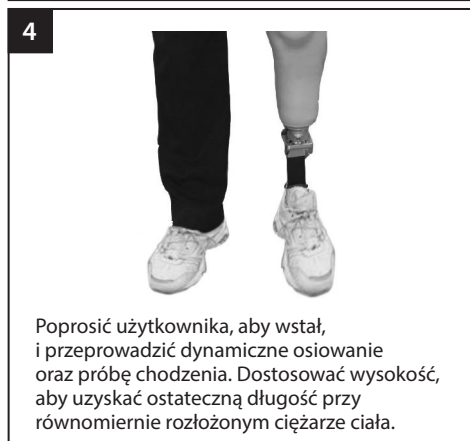 4
Poprosić użytkownika, aby wstał,
i przeprowadzić dynamiczne osiowanie
oraz próbę chodzenia. Dostosować wysokość,
aby uzyskać ostateczną długość przy
równomiernie rozłożonym ciężarze ciała.